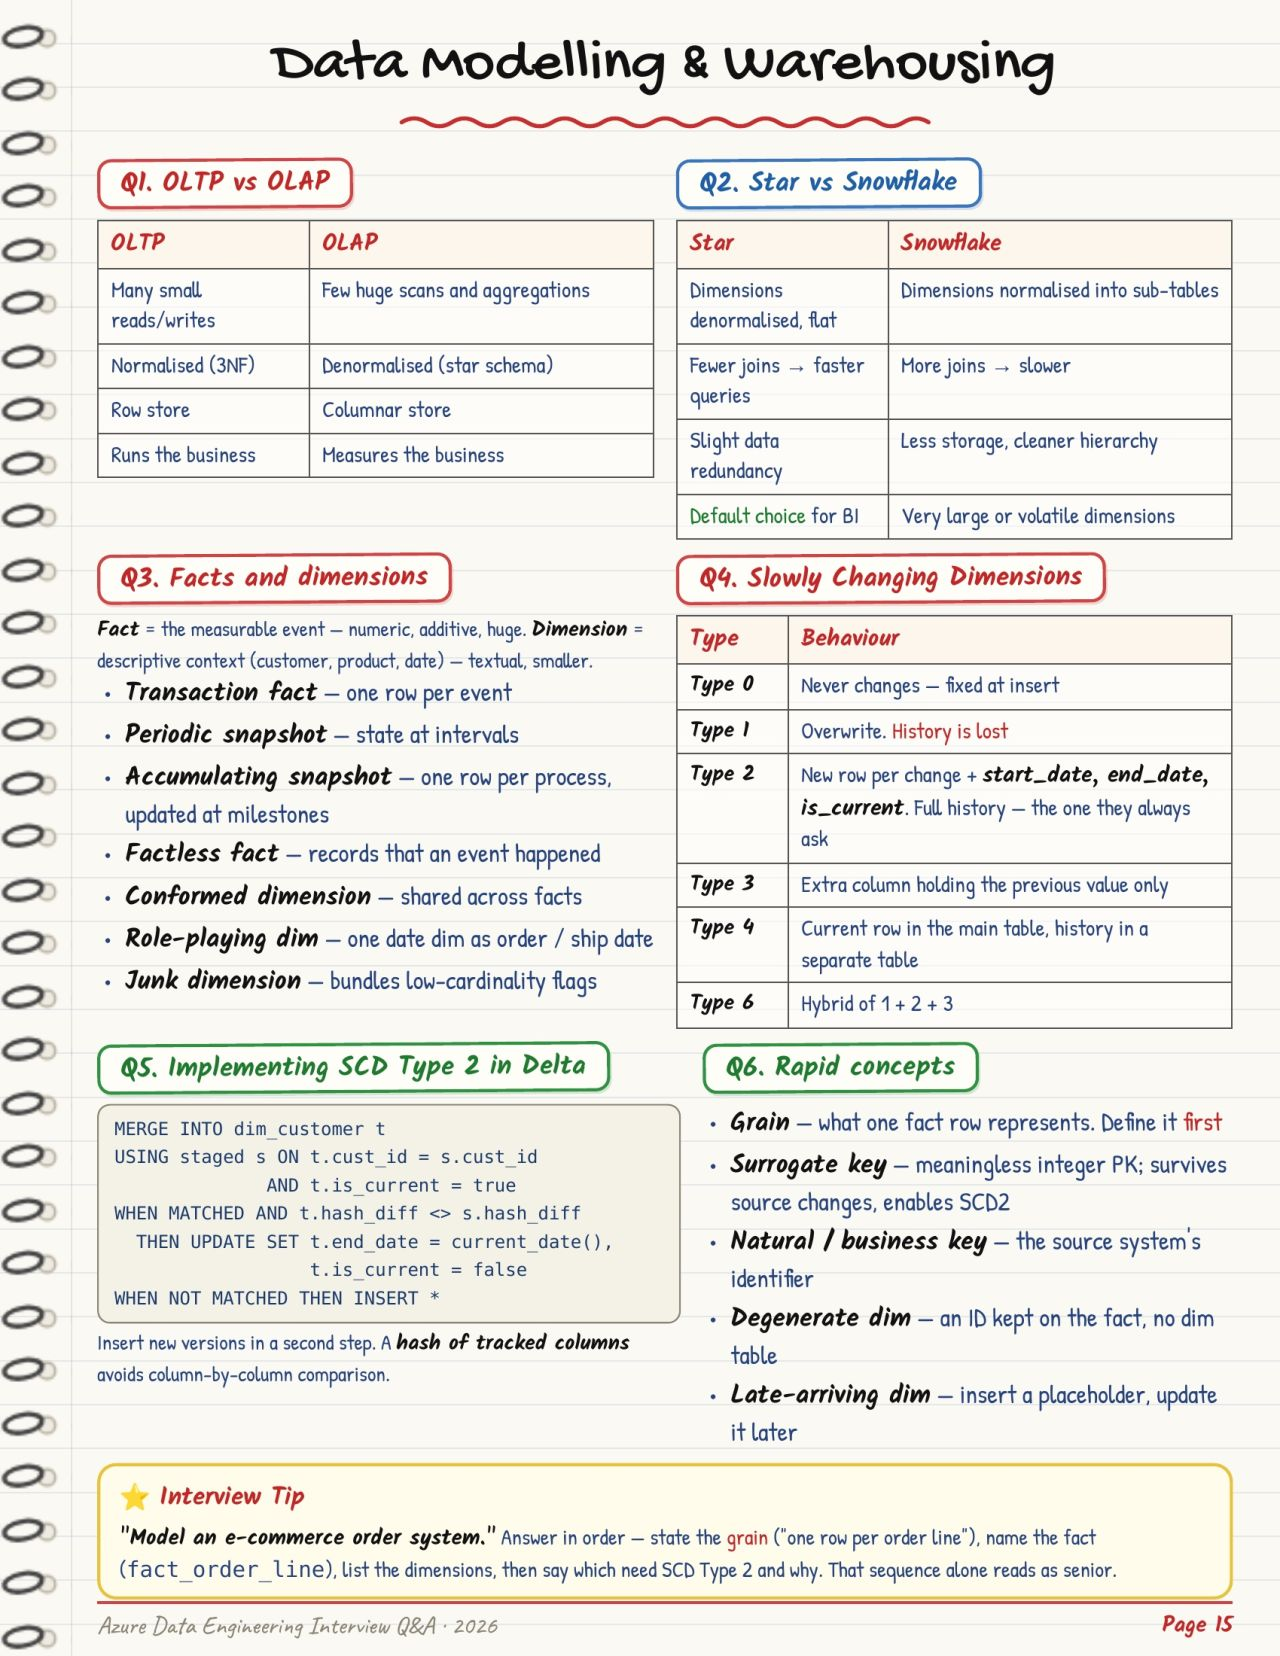 Data Modelling & Warehousing
Q1. OLTP vs OLAP
OLTP OLAP
Many small Few huge scans and aggregations
reads/writes
Normalised (3NF) Denormalised (star schema)
Row store Columnar store
Runs the business Measures the business
Q2. Star vs Snowflake
Star Snowflake
Dimensions Dimensions normalised into sub-tables
denormalised, flat
Fewer joins → faster More joins → slower
queries
Slight data Less storage, cleaner hierarchy
redundancy
Default choice for BI Very large or volatile dimensions
Q3. Facts and dimensions
Fact = the measurable event — numeric, additive, huge. Dimension =
descriptive context (customer, product, date) — textual, smaller.
• Transaction fact — one row per event
• Periodic snapshot — state at intervals
• Accumulating snapshot — one row per process,
updated at milestones
• Factless fact — records that an event happened
• Conformed dimension — shared across facts
• Role-playing dim — one date dim as order / ship date
• Junk dimension — bundles low-cardinality flags
Q4. Slowly Changing Dimensions
Type Behaviour
Type 0 Never changes — fixed at insert
Type 1 Overwrite. History is lost
Type 2 New row per change + start_date, end_date,
is_current. Full history — the one they always
ask
Type 3 Extra column holding the previous value only
Type 4 Current row in the main table, history in a
separate table
Type 6 Hybrid of 1 + 2 + 3
Q5. Implementing SCD Type 2 in Delta
MERGE INTO dim_customer t
USING staged s ON t.cust_id = s.cust_id
AND t.is_current = true
WHEN MATCHED AND t.hash_diff <> s.hash_diff
THEN UPDATE SET t.end_date = current_date(),
t.is_current = false
WHEN NOT MATCHED THEN INSERT *
Insert new versions in a second step. A hash of tracked columns
avoids column-by-column comparison.
Q6. Rapid concepts
• Grain — what one fact row represents. Define it first
• Surrogate key — meaningless integer PK; survives
source changes, enables SCD2
• Natural / business key — the source system's
identifier
• Degenerate dim — an ID kept on the fact, no dim
table
• Late-arriving dim — insert a placeholder, update
it later
⭐ Interview Tip
"Model an e-commerce order system." Answer in order — state the grain ("one row per order line"), name the fact
(fact_order_line), list the dimensions, then say which need SCD Type 2 and why. That sequence alone reads as senior.
Azure Data Engineering Interview Q&A · 2026
Page 15